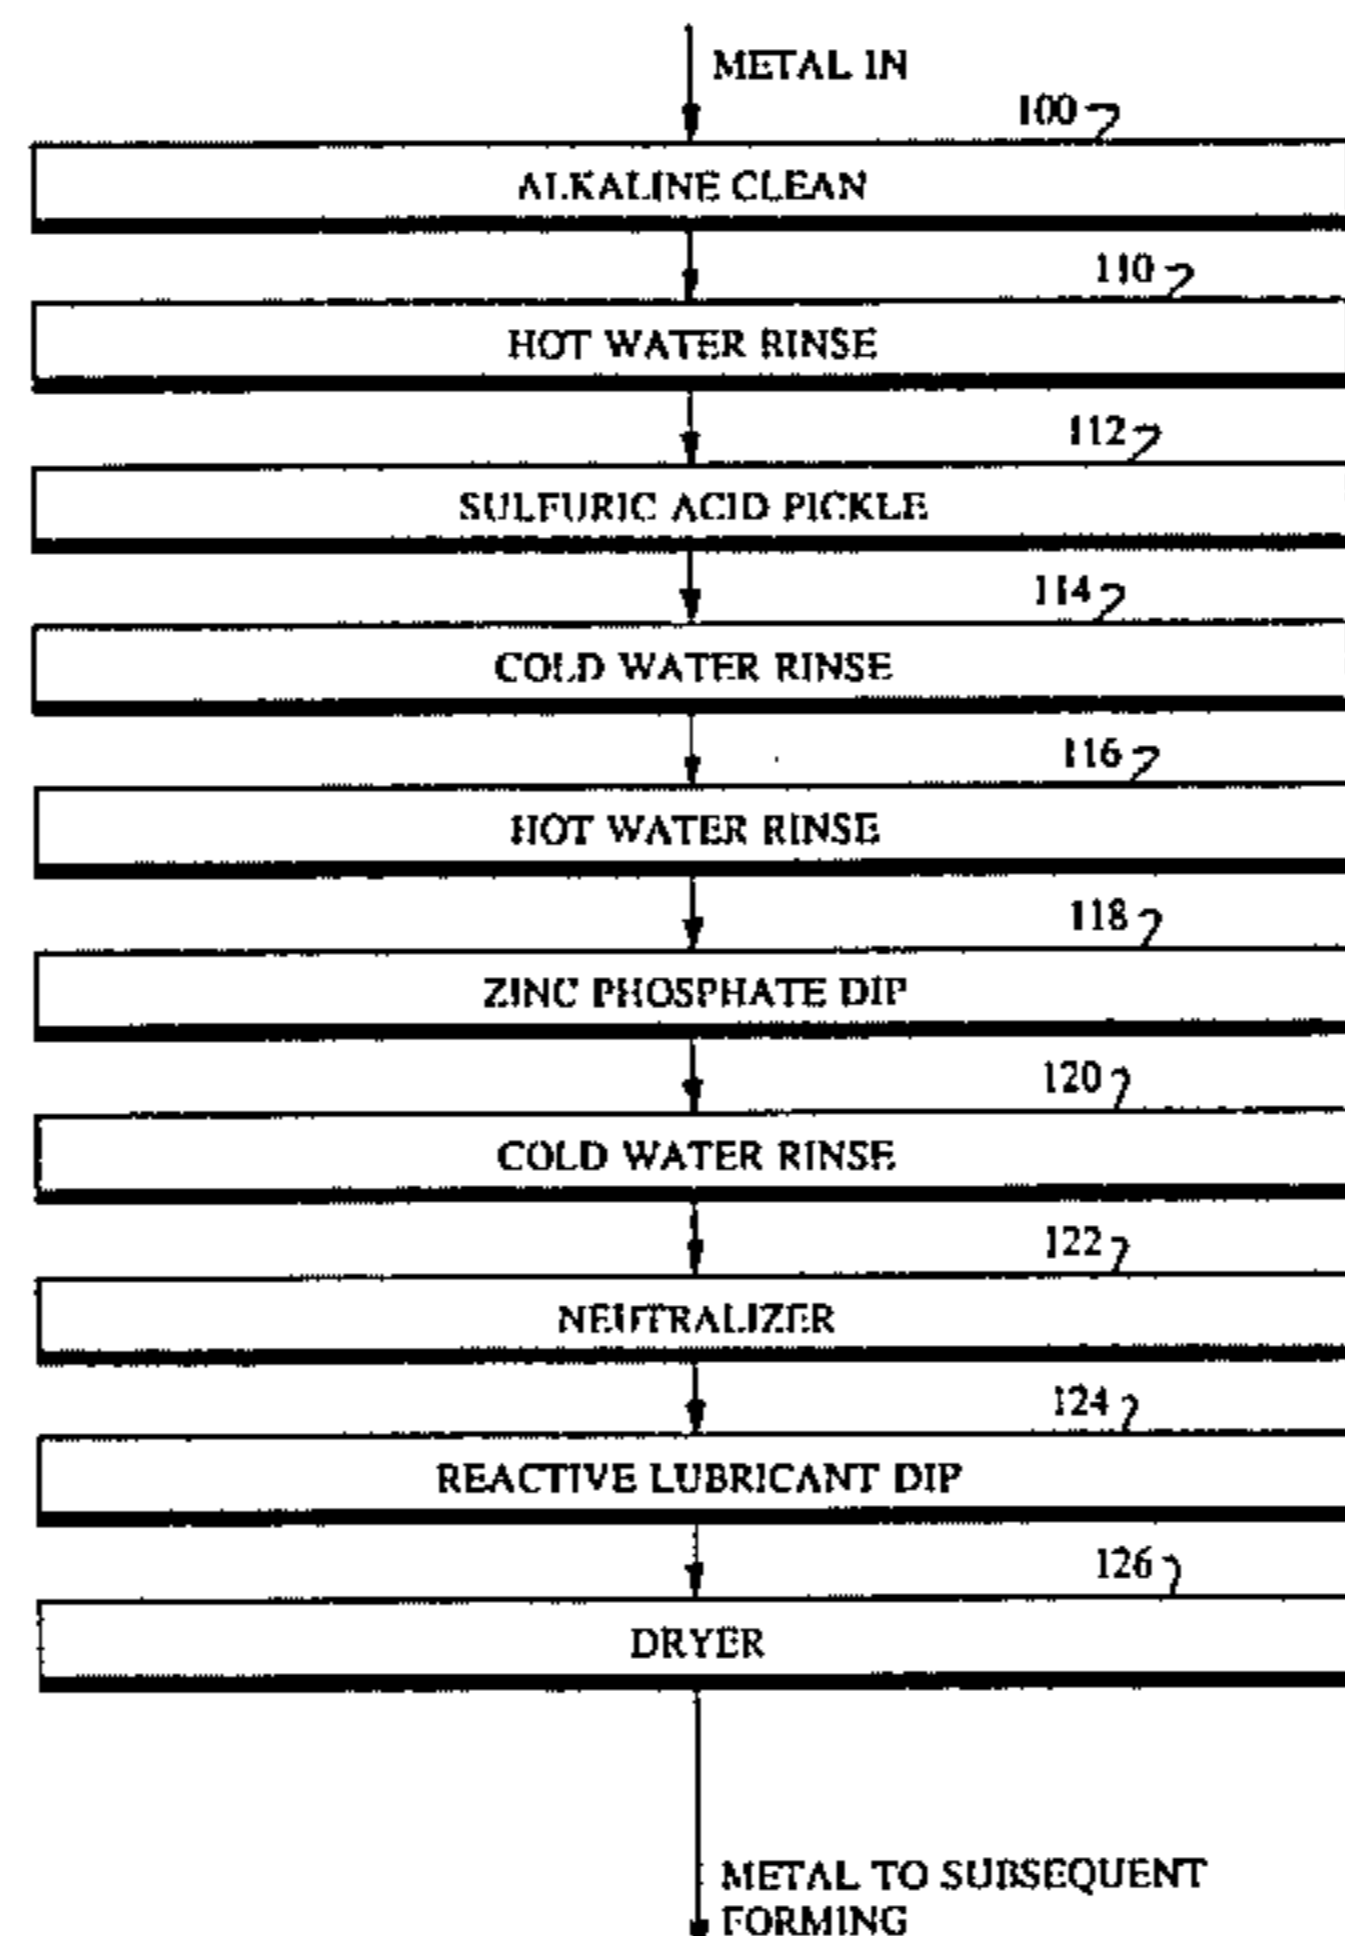 METAL IN
100
ALKALINE CLEAN
110
HOT WATER RINSE
112
SULFURIC ACID PICKLE
114
COLD WATER RINSE
116
HOT WATER RINSE
118
ZINC PHOSPHATE DIP
120
COLD WATER RINSE
122
NEUTRALIZER
124
REACTIVE LUBRICANT DIP
126
DRYER
METAL TO SUBSEQUENT
FORMING